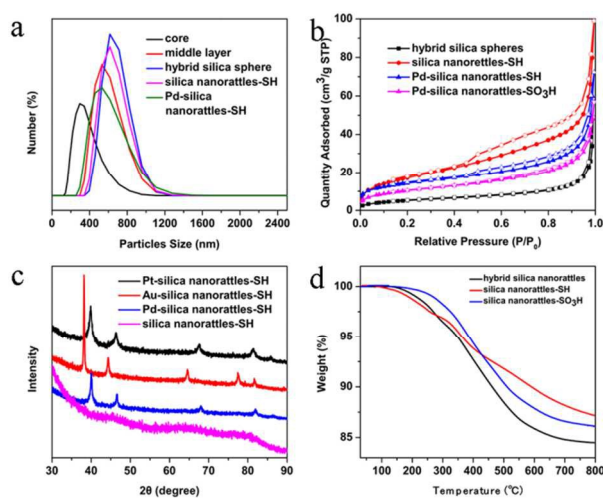 a
core
middle layer
hybrid silica sphere
silica nanorattles-SH
Pd-silica
nanorattles-SH
Number (%)
0 400 800 1200 1600 2000 2400
Particles Size (nm)
b
hybrid silica spheres
silica nanorettles-SH
Pd-silica nanorattles-SH
Pd-silica nanorattles-SO₃H
Quantity Adsorbed (cm³/g STP)
100
80
60
40
20
0
0.0 0.2 0.4 0.6 0.8 1.0
Relative Pressure (P/P₀)
c
Pt-silica nanorattles-SH
Au-silica nanorattles-SH
Pd-silica nanorattles-SH
silica nanorattles-SH
Intensity
30 40 50 60 70 80 90
2θ (degree)
d
hybrid silica nanorattles
silica nanorattles-SH
silica nanorattles-SO₃H
Weight (%)
100
95
90
85
100 200 300 400 500 600 700 800
Temperature (℃)